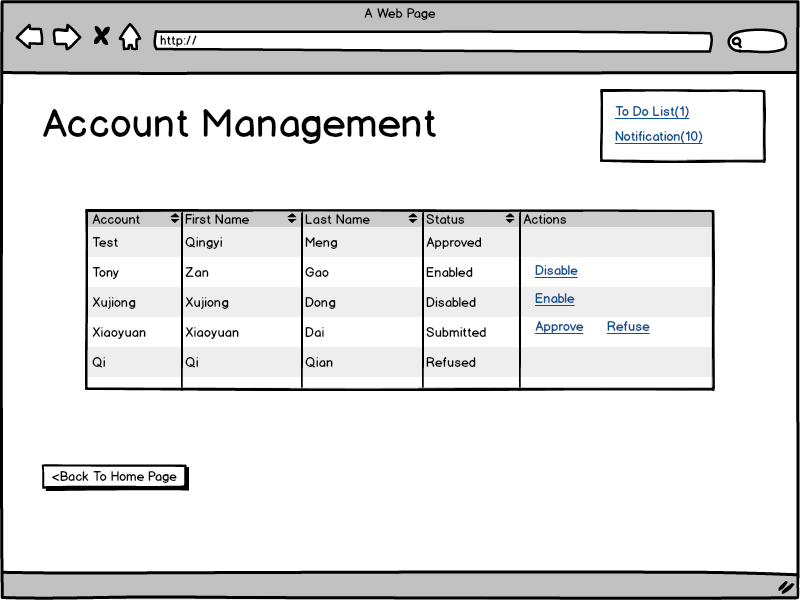 A Web Page
http://
To Do List(1)
Account Management
Notification(10)
Account First Name Last Name Status Actions
Test Qingyi Meng Approved
Tony Zan Gao Enabled Disable
Xujiong Xujiong Dong Disabled Enable
Xiaoyuan Xiaoyuan Dai Submitted Approve Refuse
Qi Qi Qian Refused
<Back To Home Page